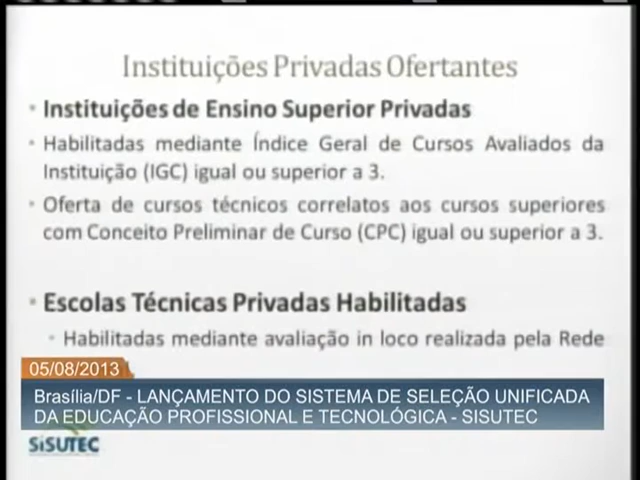 Instituições Privadas Ofertantes
• Instituições de Ensino Superior Privadas
• Habilitadas mediante Índice Geral de Cursos Avaliados da
Instituição (IGC) igual ou superior a 3.
• Oferta de cursos técnicos correlatos aos cursos superiores
com Conceito Preliminar de Curso (CPC) igual ou superior a 3.
• Escolas Técnicas Privadas Habilitadas
• Habilitadas mediante avaliação in loco realizada pela Rede
05/08/2013
Brasília/DF - LANÇAMENTO DO SISTEMA DE SELEÇÃO UNIFICADA
DA EDUCAÇÃO PROFISSIONAL E TECNOLÓGICA - SISUTEC
SISUTEC